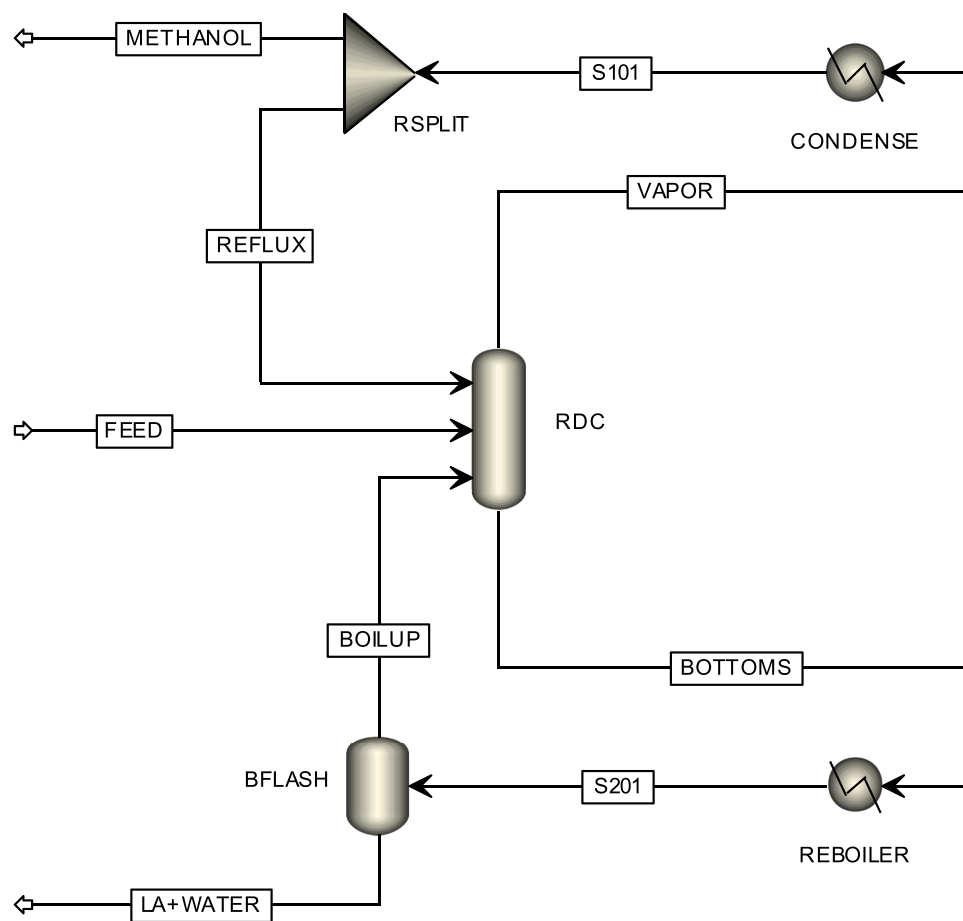 METHANOL
S101
RSPLIT
CONDENSE
VAPOR
REFLUX
RDC
FEED
BOILUP
BOTTOMS
BFLASH
S201
REBOILER
LA+WATER